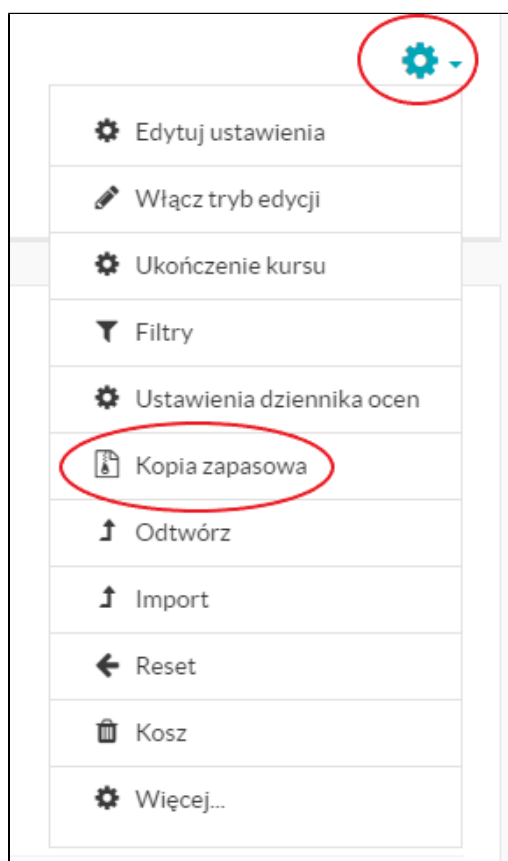 Edytuj ustawienia
Włącz tryb edycji
Ukończenie kursu
Filtry
Ustawienia dziennika ocen
Kopia zapasowa
Odtwórz
Import
Reset
Kosz
Więcej...